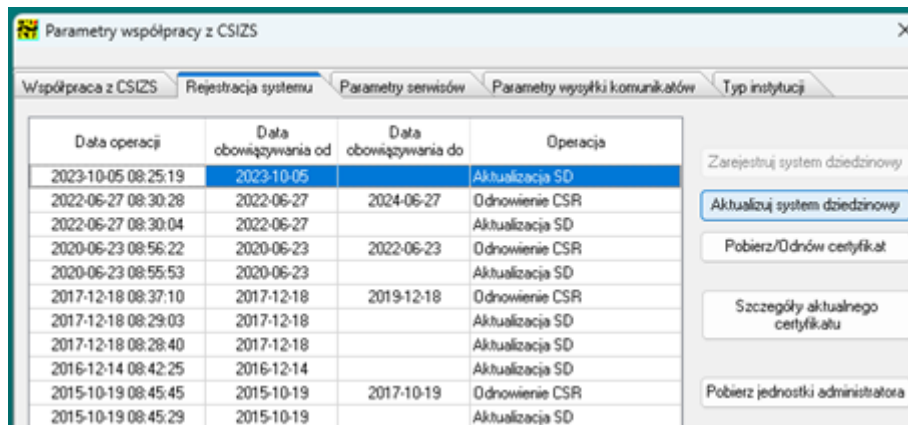 Parametry współpracy z CSIZS
Współpraca z CSIZS Rejestracja systemu Parametry serwisów Parametry wysyłki komunikatów Typ instytucji
Data operacji Data obowiązywania od Data obowiązywania do Operacja
2023-10-05 08:25:19 2023-10-05 Aktualizacja SD
2022-06-27 08:30:28 2022-06-27 2024-06-27 Odnowienie CSR
2022-06-27 08:30:04 2022-06-27 Aktualizacja SD
2020-06-23 08:56:22 2020-06-23 2022-06-23 Odnowienie CSR
2020-06-23 08:55:53 2020-06-23 Aktualizacja SD
2017-12-18 08:37:10 2017-12-18 2019-12-18 Odnowienie CSR
2017-12-18 08:29:03 2017-12-18 Aktualizacja SD
2017-12-18 08:28:40 2017-12-18 Aktualizacja SD
2016-12-14 08:42:25 2016-12-14 Aktualizacja SD
2015-10-19 08:45:45 2015-10-19 2017-10-19 Odnowienie CSR
2015-10-19 08:45:29 2015-10-19 Aktualizacja SD
Zarejestruj system dziedzinowy
Aktualizuj system dziedzinowy
Pobierz/Odnów certyfikat
Szczegóły aktualnego
certyfikatu
Pobierz jednostki administratora